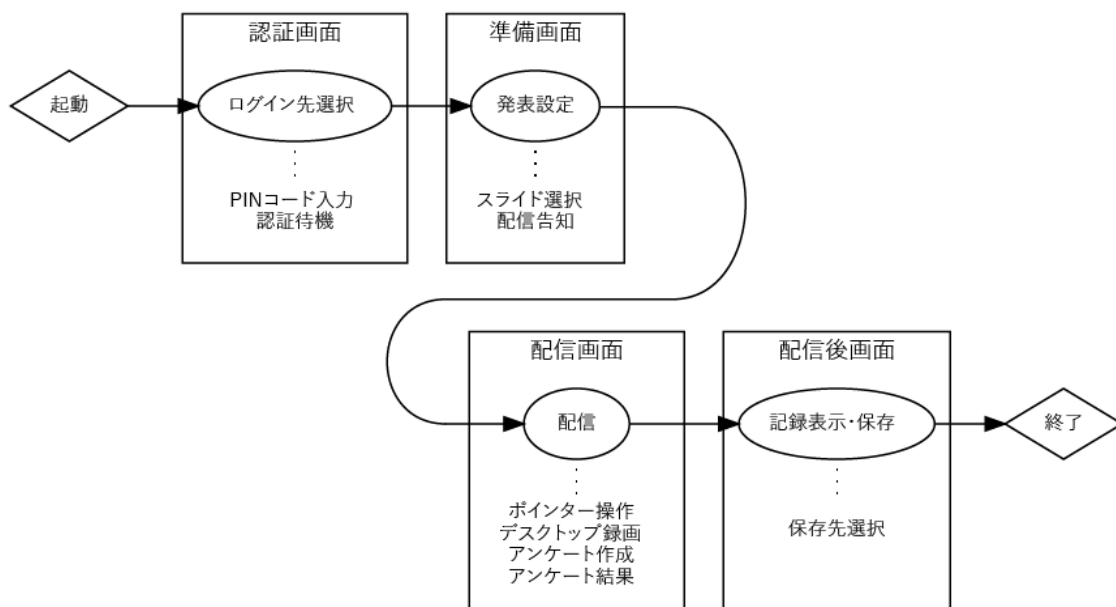 認証画面
準備画面
起動
ログイン先選択
発表設定
PINコード入力
認証待機
スライド選択
配信告知
配信画面
配信後画面
配信
記録表示・保存
終了
ポインター操作
デスクトップ録画
アンケート作成
アンケート結果
保存先選択